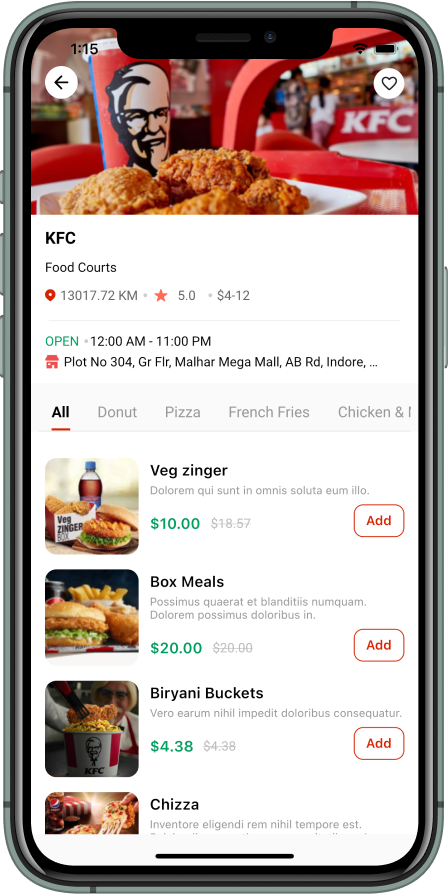 1:15
KFC
KFC
Food Courts
13017.72 KM • 5.0 • $4-12
OPEN •12:00 AM - 11:00 PM
Plot No 304, Gr Flr, Malhar Mega Mall, AB Rd, Indore, ...
All Donut Pizza French Fries Chicken &
Veg zinger
Dolorem qui sunt in omnis soluta eum illo.
Veg
ZINGER
BOX
$10.00 $18.57
Add
Box Meals
Possimus quaerat et blanditiis numquam.
Dolorem possimus doloribus in.
$20.00 $20.00
Add
Biryani Buckets
Vero earum nihil impedit doloribus consequatur.
KFC
$4.38 $4.38
Add
Chizza
Inventore eligendi rem nihil tempore est.